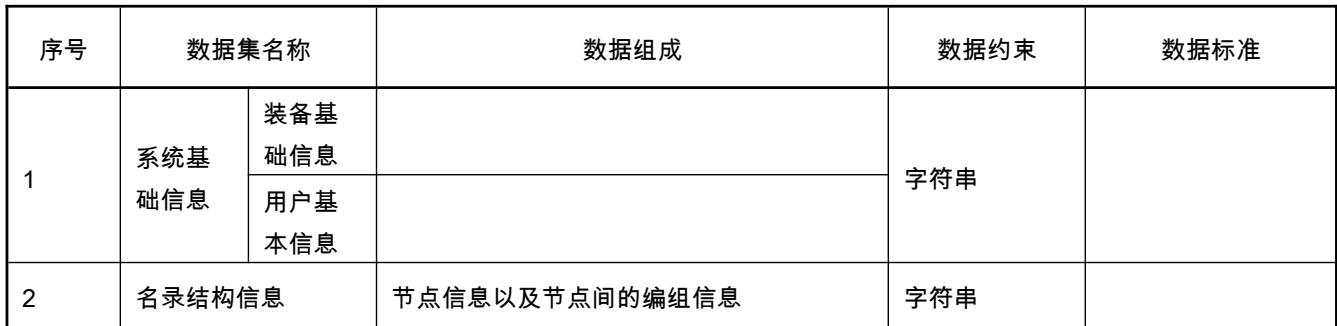 序号 数据集名称 数据组成 数据约束 数据标准
1 系统基础信息 装备基础信息 字符串
用户基本信息
2 名录结构信息 节点信息以及节点间的编组信息 字符串